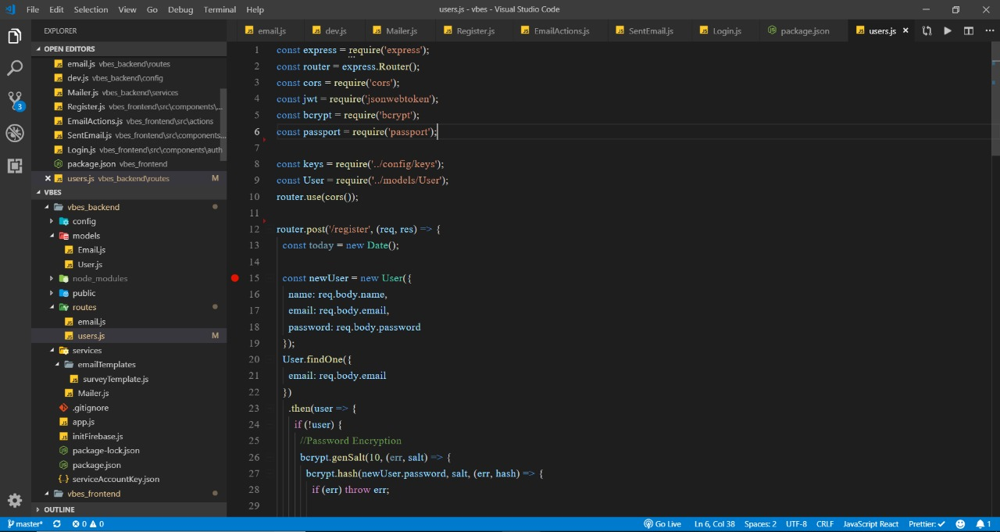 File Edit Selection View Go Debug Terminal Help users.js - vbes - Visual Studio Code
EXPLORER
OPEN EDITORS
email.js vbes_backend\routes
dev.js vbes_backend\config
Mailer.js vbes_backend\services
Register.js vbes_frontend\src\components\...
EmailActions.js vbes_frontend\src\actions
SentEmail.js vbes_frontend\src\components...
Login.js vbes_frontend\src\components\auth
package.json vbes_frontend
users.js vbes_backend\routes M
VBES
vbes_backend
config
models
Email.js
User.js
node_modules
public
routes
email.js
users.js M
services
emailTemplates
surveyTemplate.js
Mailer.js
.gitignore
app.js
initFirebase.js
package-lock.json
package.json
serviceAccountKey.json
vbes_frontend
OUTLINE
3
email.js dev.js Mailer.js Register.js EmailActions.js SentEmail.js Login.js package.json users.js
1 const express = require('express');
2 const router = express.Router();
3 const cors = require('cors');
4 const jwt = require('jsonwebtoken');
5 const bcrypt = require('bcrypt');
6 const passport = require('passport');
7
8 const keys = require('../config/keys');
9 const User = require('../models/User');
10 router.use(cors());
11
12 router.post('/register', (req, res) => {
13 const today = new Date();
14
15 const newUser = new User({
16 name: req.body.name,
17 email: req.body.email,
18 password: req.body.password
19 });
20 User.findOne({
21 email: req.body.email
22 })
23 .then(user => {
24 if (!user) {
25 //Password Encryption
26 bcrypt.genSalt(10, (err, salt) => {
27 bcrypt.hash(newUser.password, salt, (err, hash) => {
28 if (err) throw err;
29
master* 0 0 Go Live Ln 6, Col 38 Spaces: 2 UTF-8 CRLF JavaScript React Prettier: ✓ 1